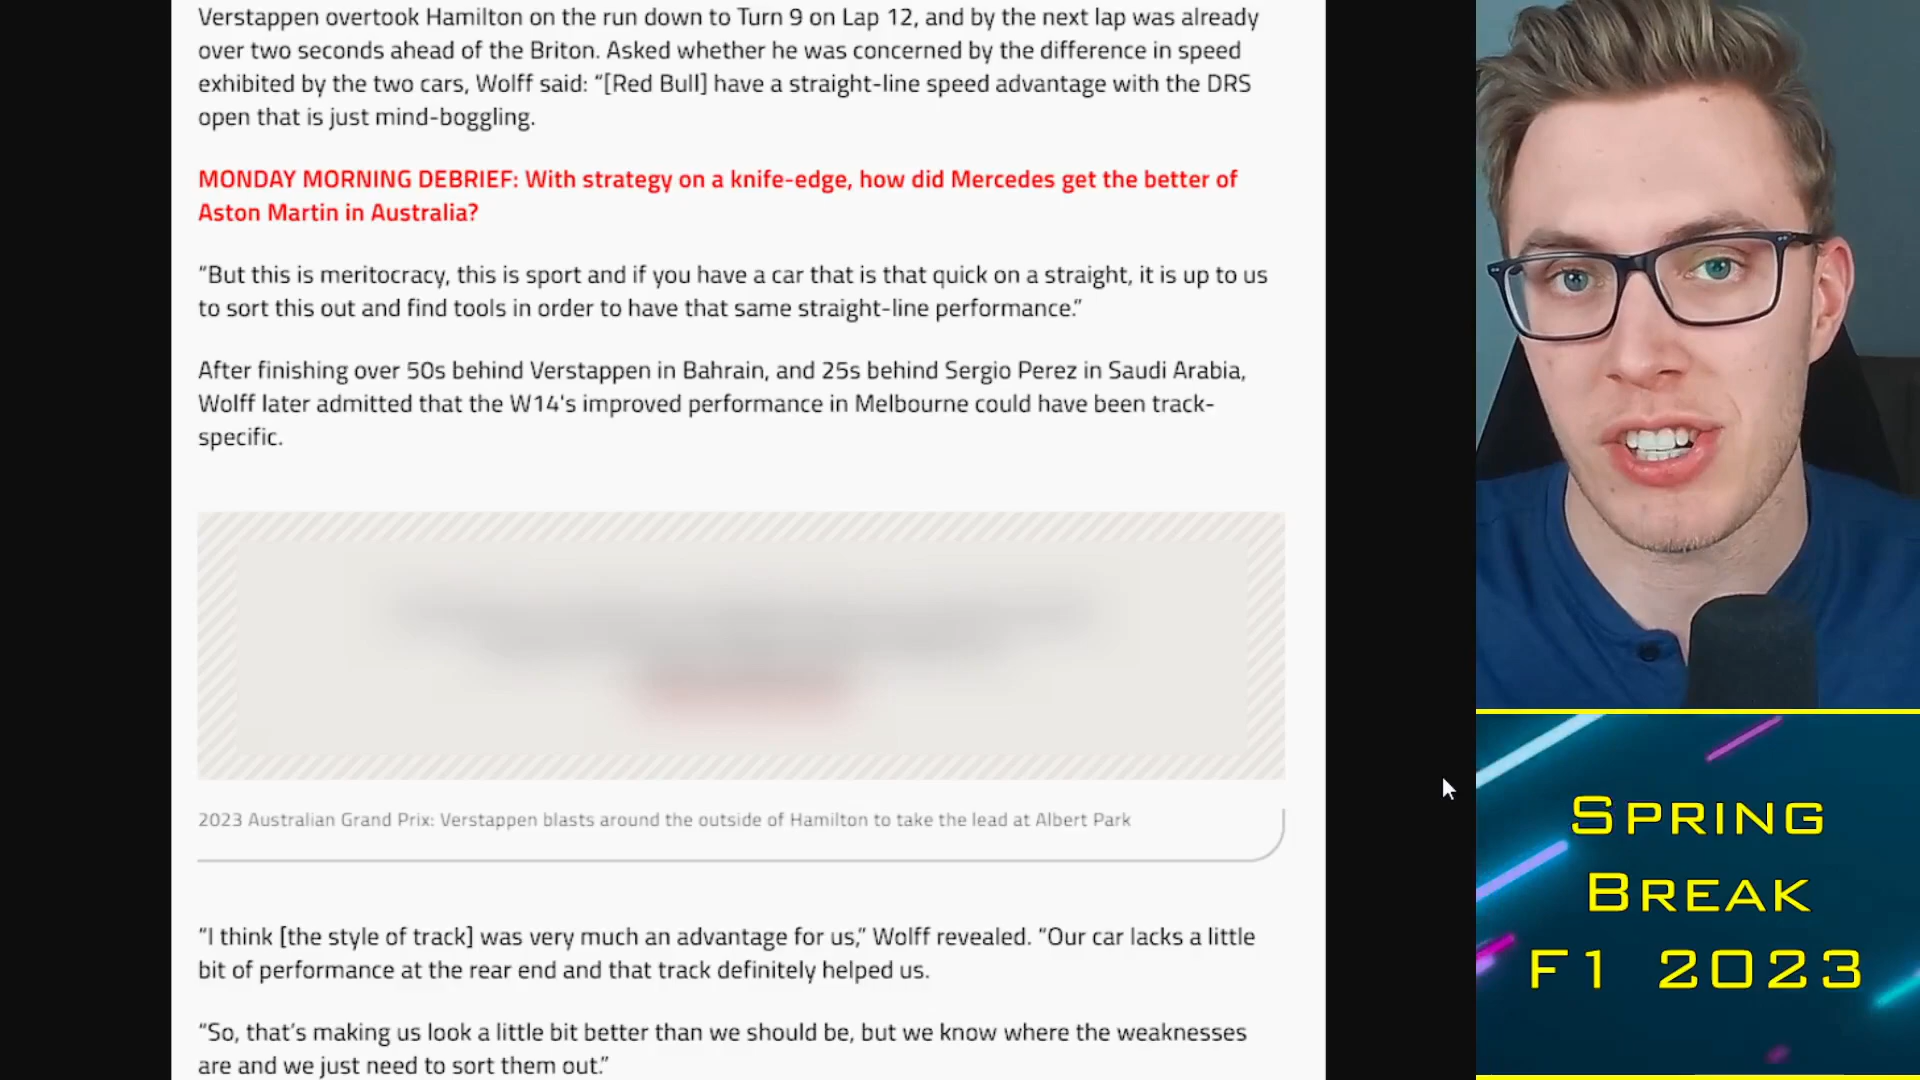 Verstappen overtook Hamilton on the run down to Turn 9 on Lap 12, and by the next lap was already
over two seconds ahead of the Briton. Asked whether he was concerned by the difference in speed
exhibited by the two cars, Wolff said: “[Red Bull] have a straight-line speed advantage with the DRS
open that is just mind-boggling.
MONDAY MORNING DEBRIEF: With strategy on a knife-edge, how did Mercedes get the better of
Aston Martin in Australia?
“But this is meritocracy, this is sport and if you have a car that is that quick on a straight, it is up to us
to sort this out and find tools in order to have that same straight-line performance.”
After finishing over 50s behind Verstappen in Bahrain, and 25s behind Sergio Perez in Saudi Arabia,
Wolff later admitted that the W14's improved performance in Melbourne could have been track-
specific.
2023 Australian Grand Prix: Verstappen blasts around the outside of Hamilton to take the lead at Albert Park
“I think [the style of track] was very much an advantage for us,” Wolff revealed. “Our car lacks a little
bit of performance at the rear end and that track definitely helped us.
“So, that’s making us look a little bit better than we should be, but we know where the weaknesses
are and we just need to sort them out.”
SPRING
BREAK
F1 2023